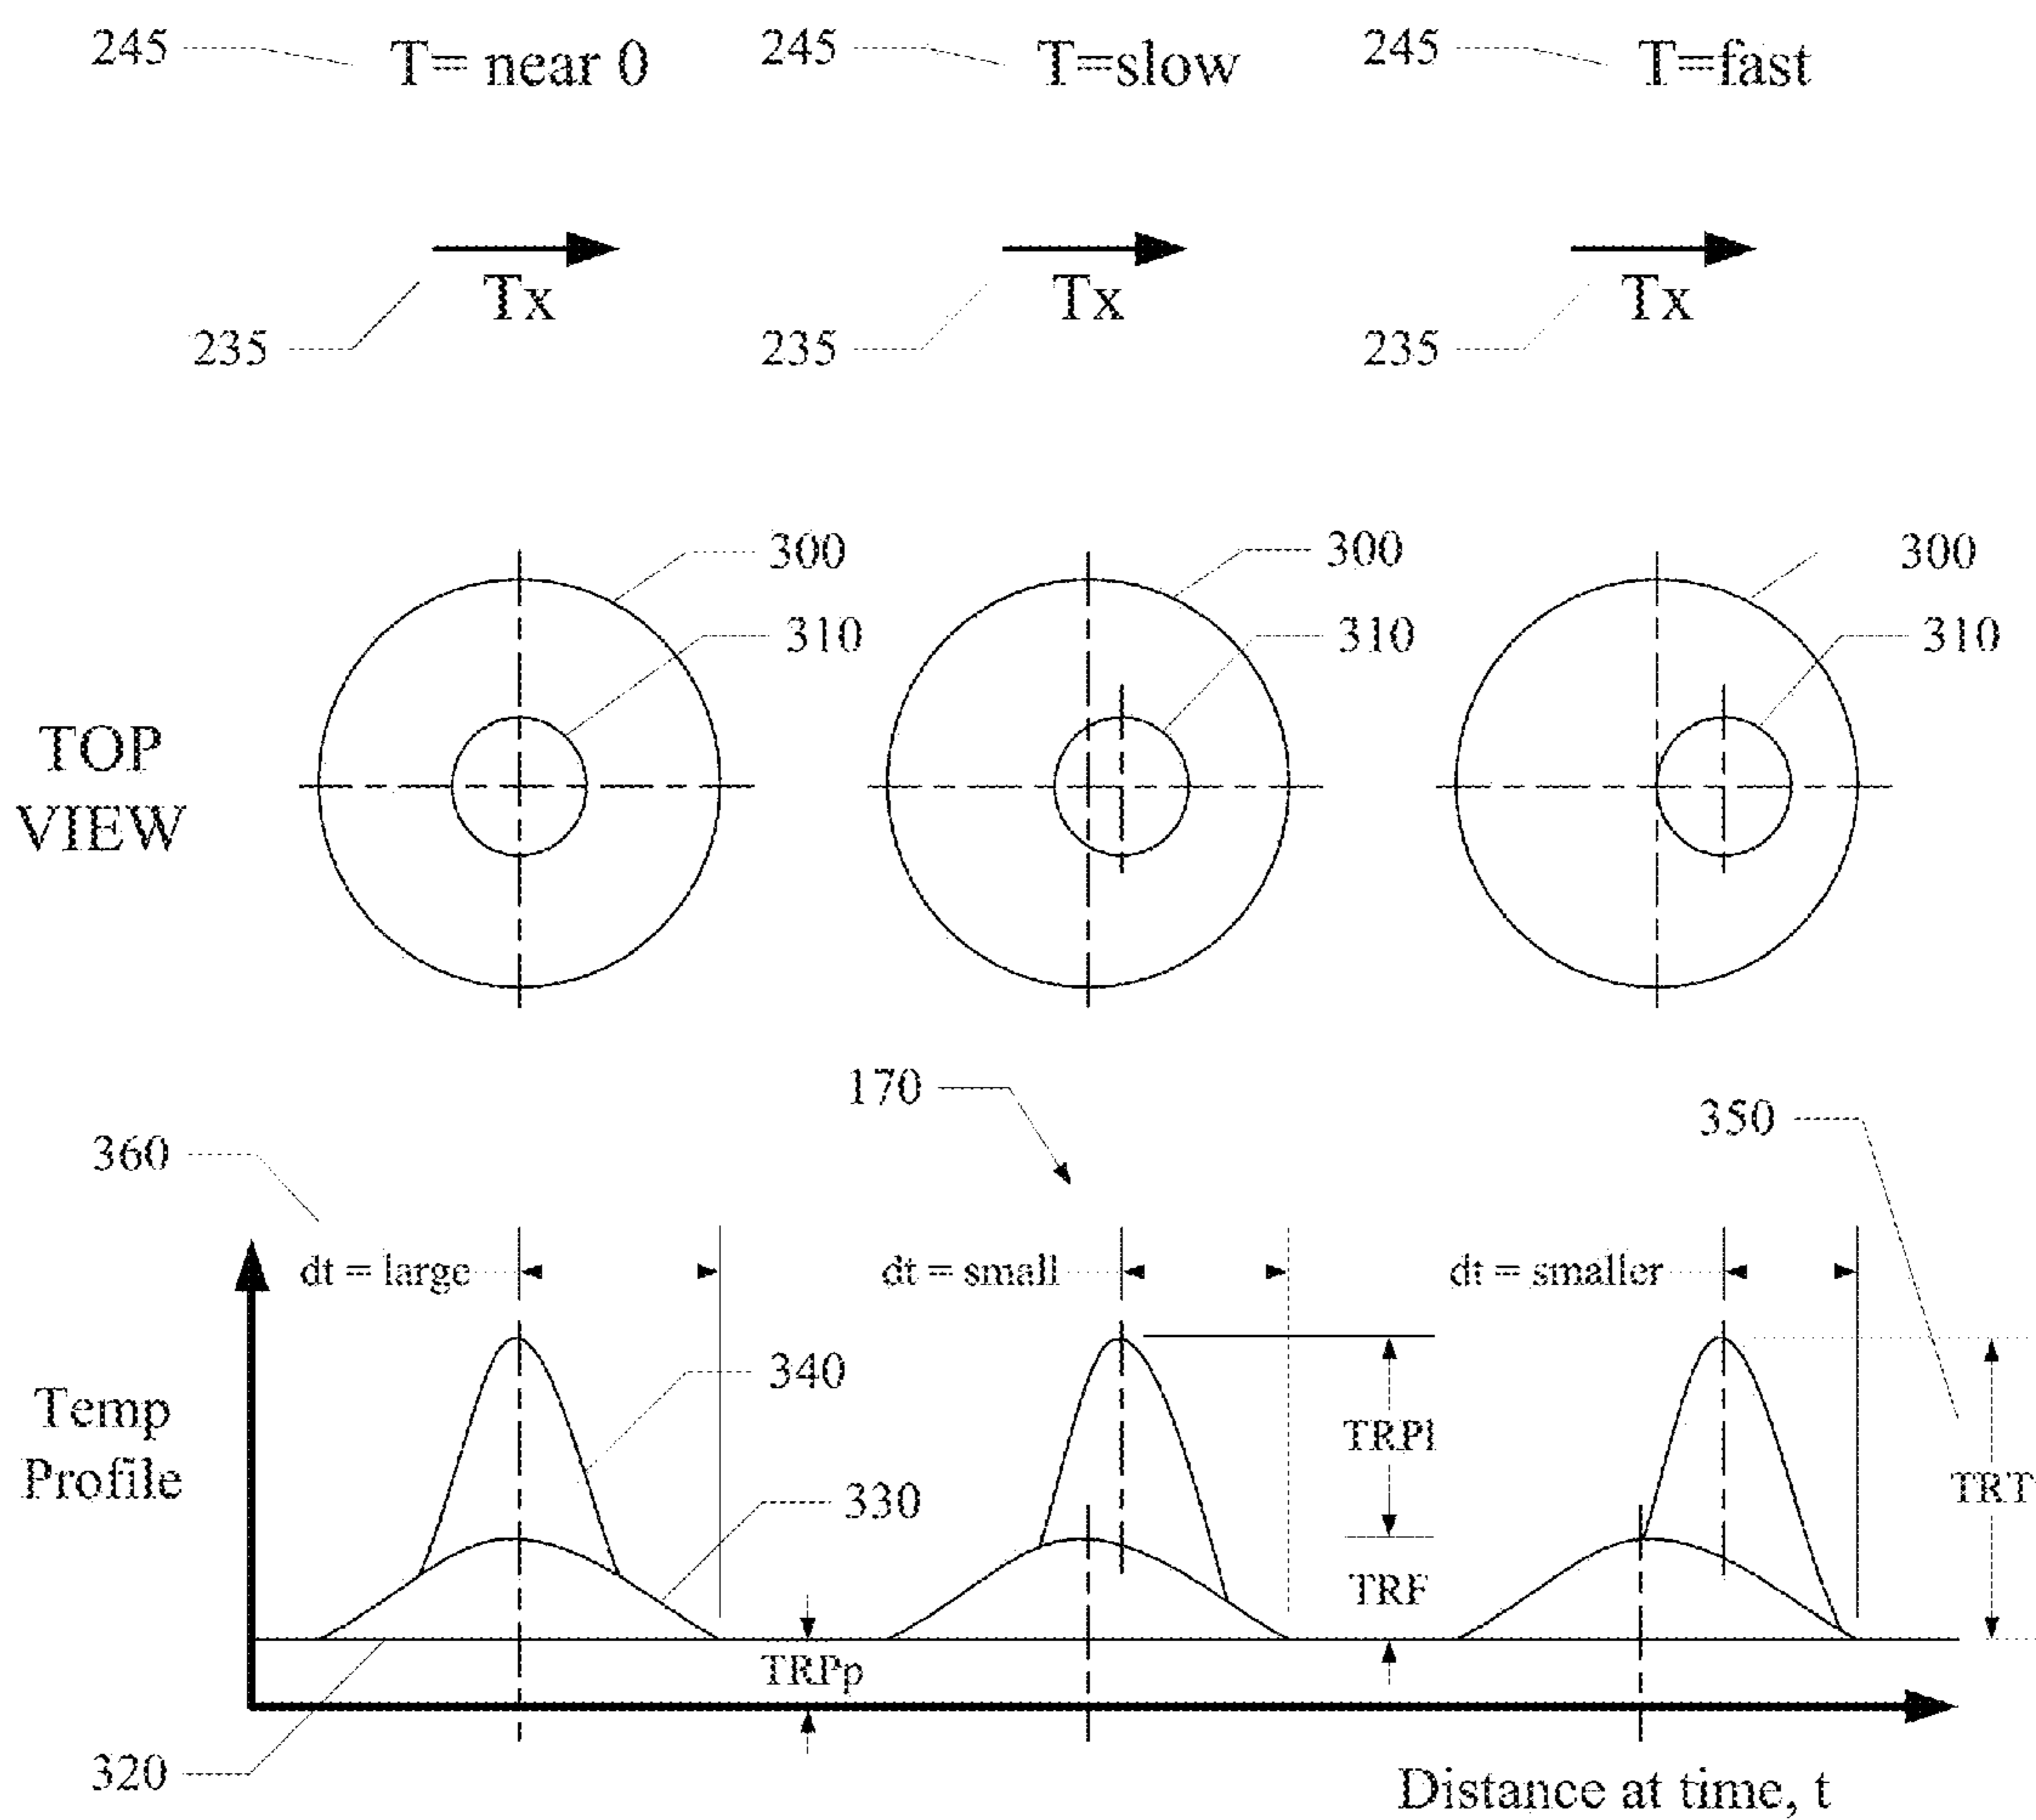 245 T= near 0 245 T=slow 245 T=fast
Tx Tx Tx
235 235 235
300 300 300
310 310 310
TOP
VIEW
170
350
360
dt = large dt = small dt = smaller
340
Temp
Profile
TRPl
TRT
330
TRF
TRPp
320
Distance at time, t